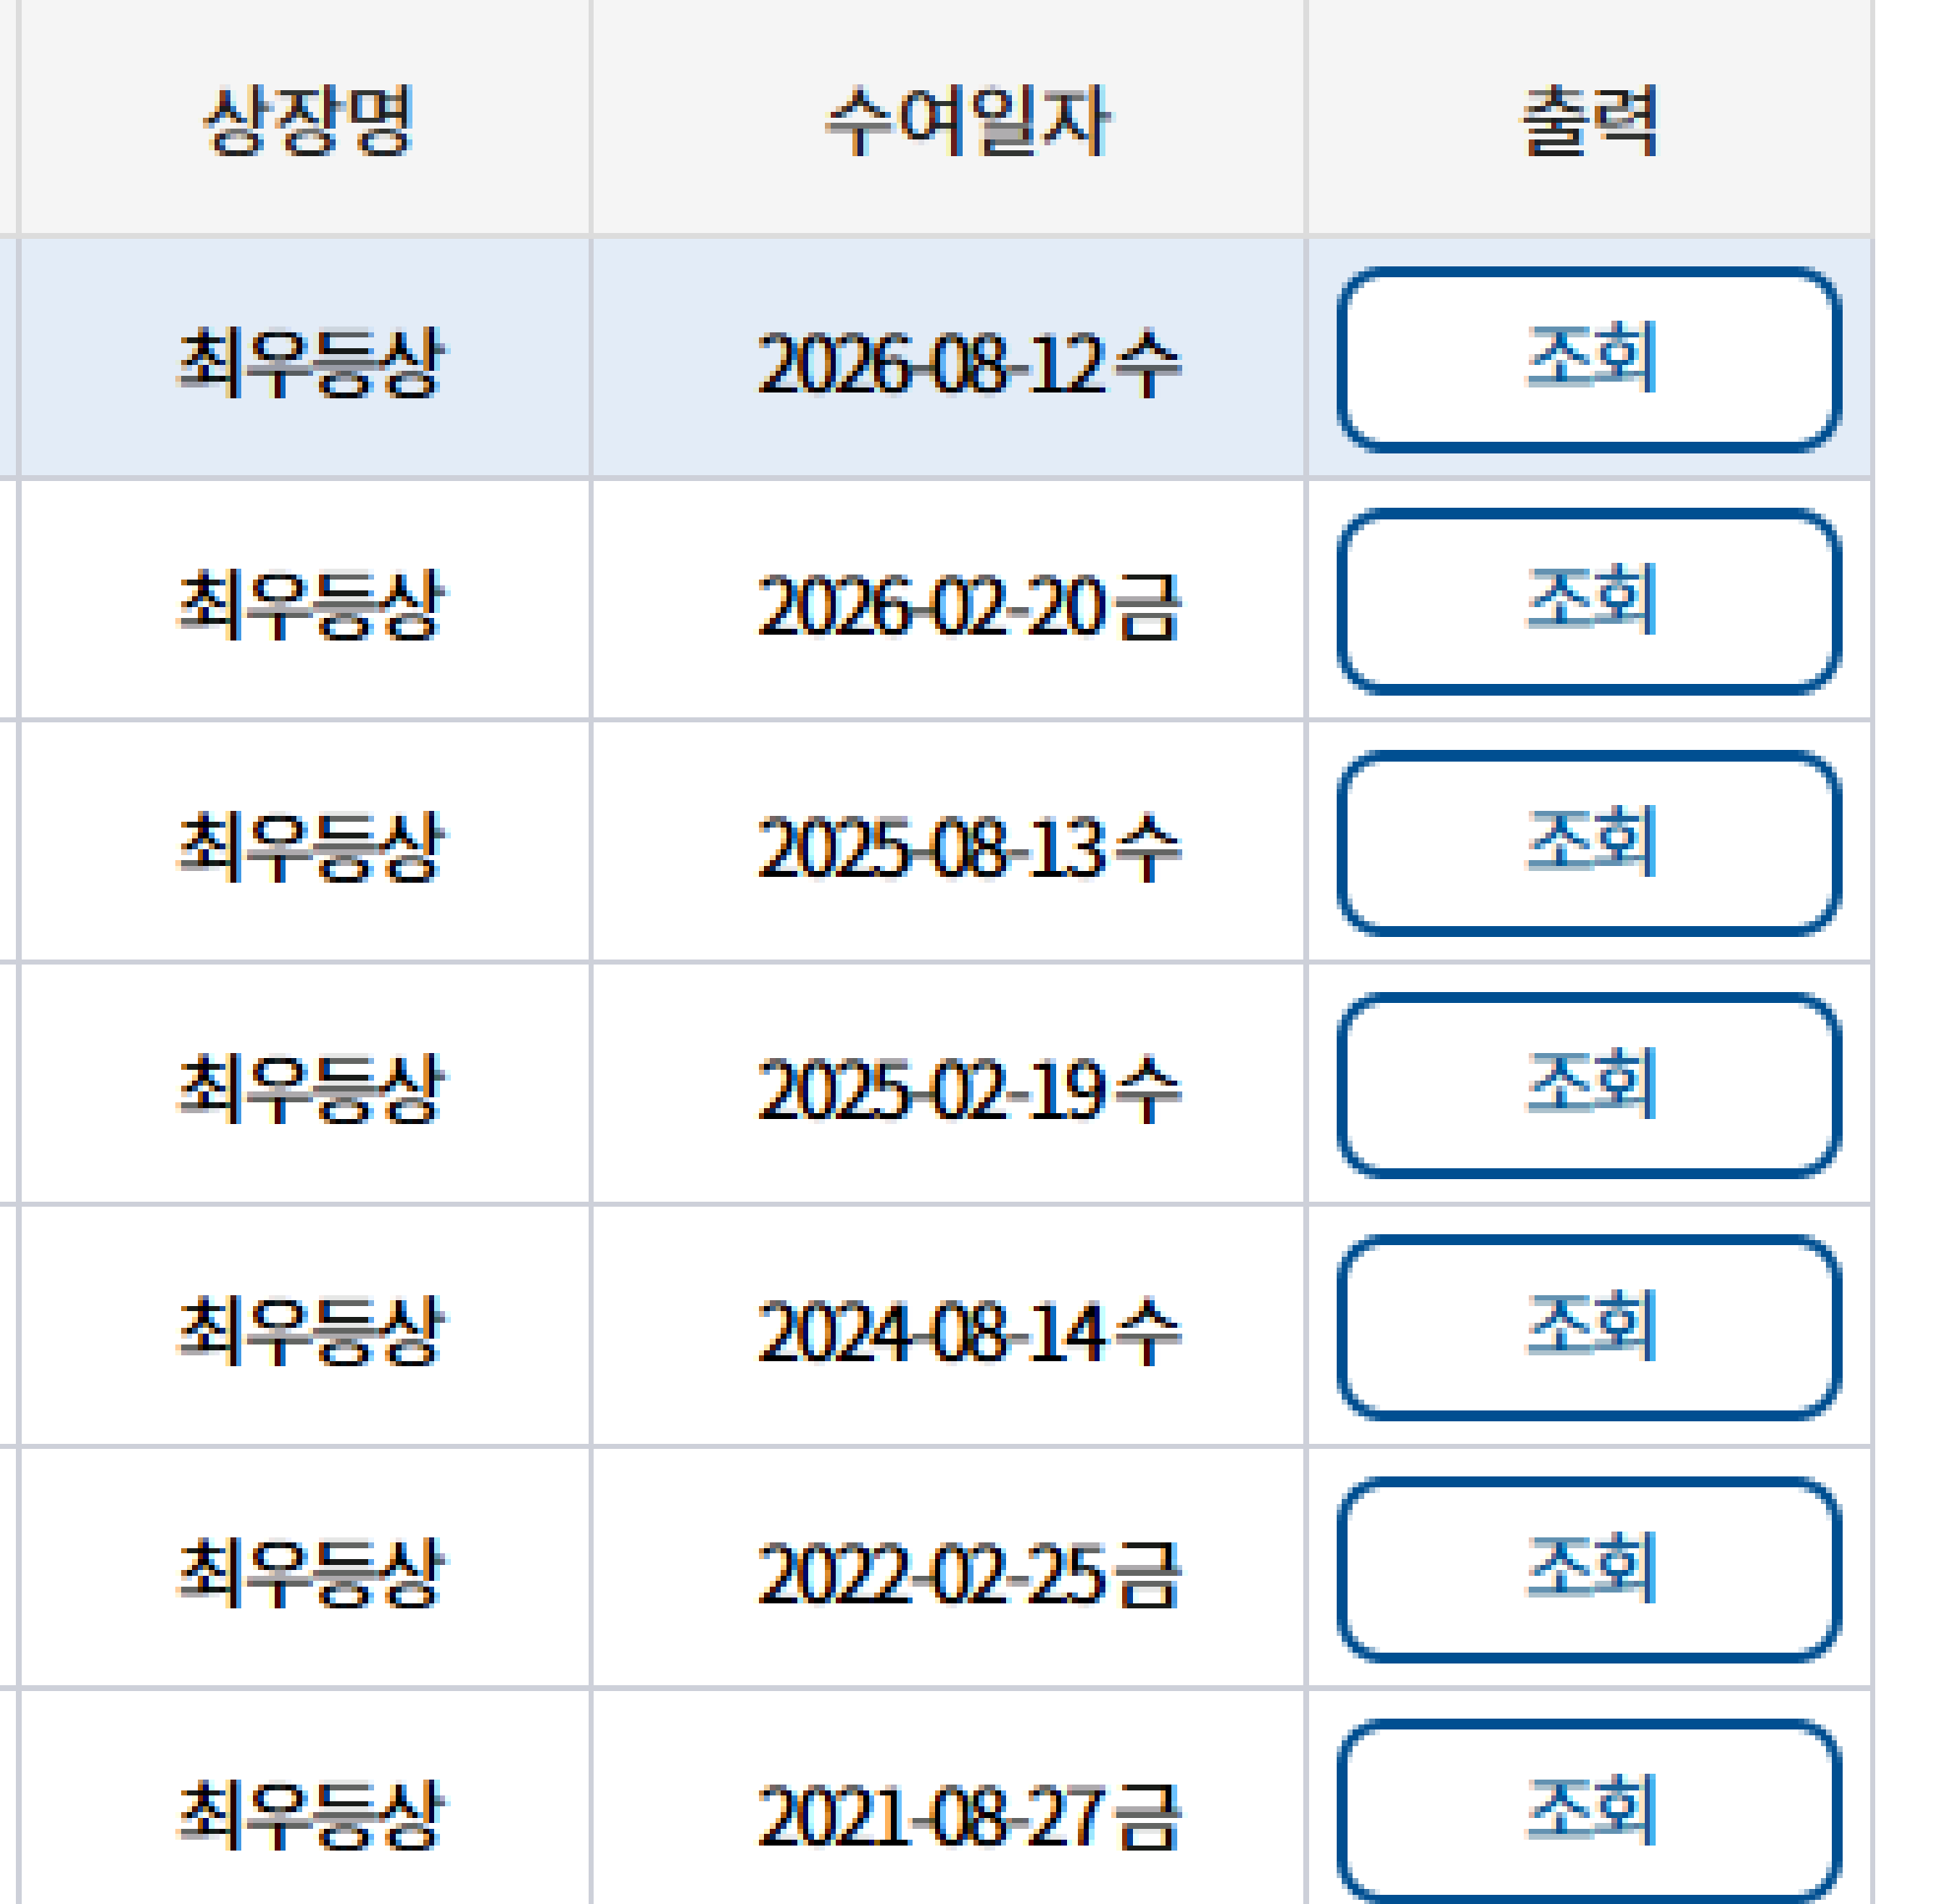 상장명 수여일자 출력
최우등상 2026-08-12 수 조회
최우등상 2026-02-20 금 조회
최우등상 2025-08-13 수 조회
최우등상 2025-02-19 수 조회
최우등상 2024-08-14 수 조회
최우등상 2022-02-25 금 조회
최우등상 2021-08-27 금 조회